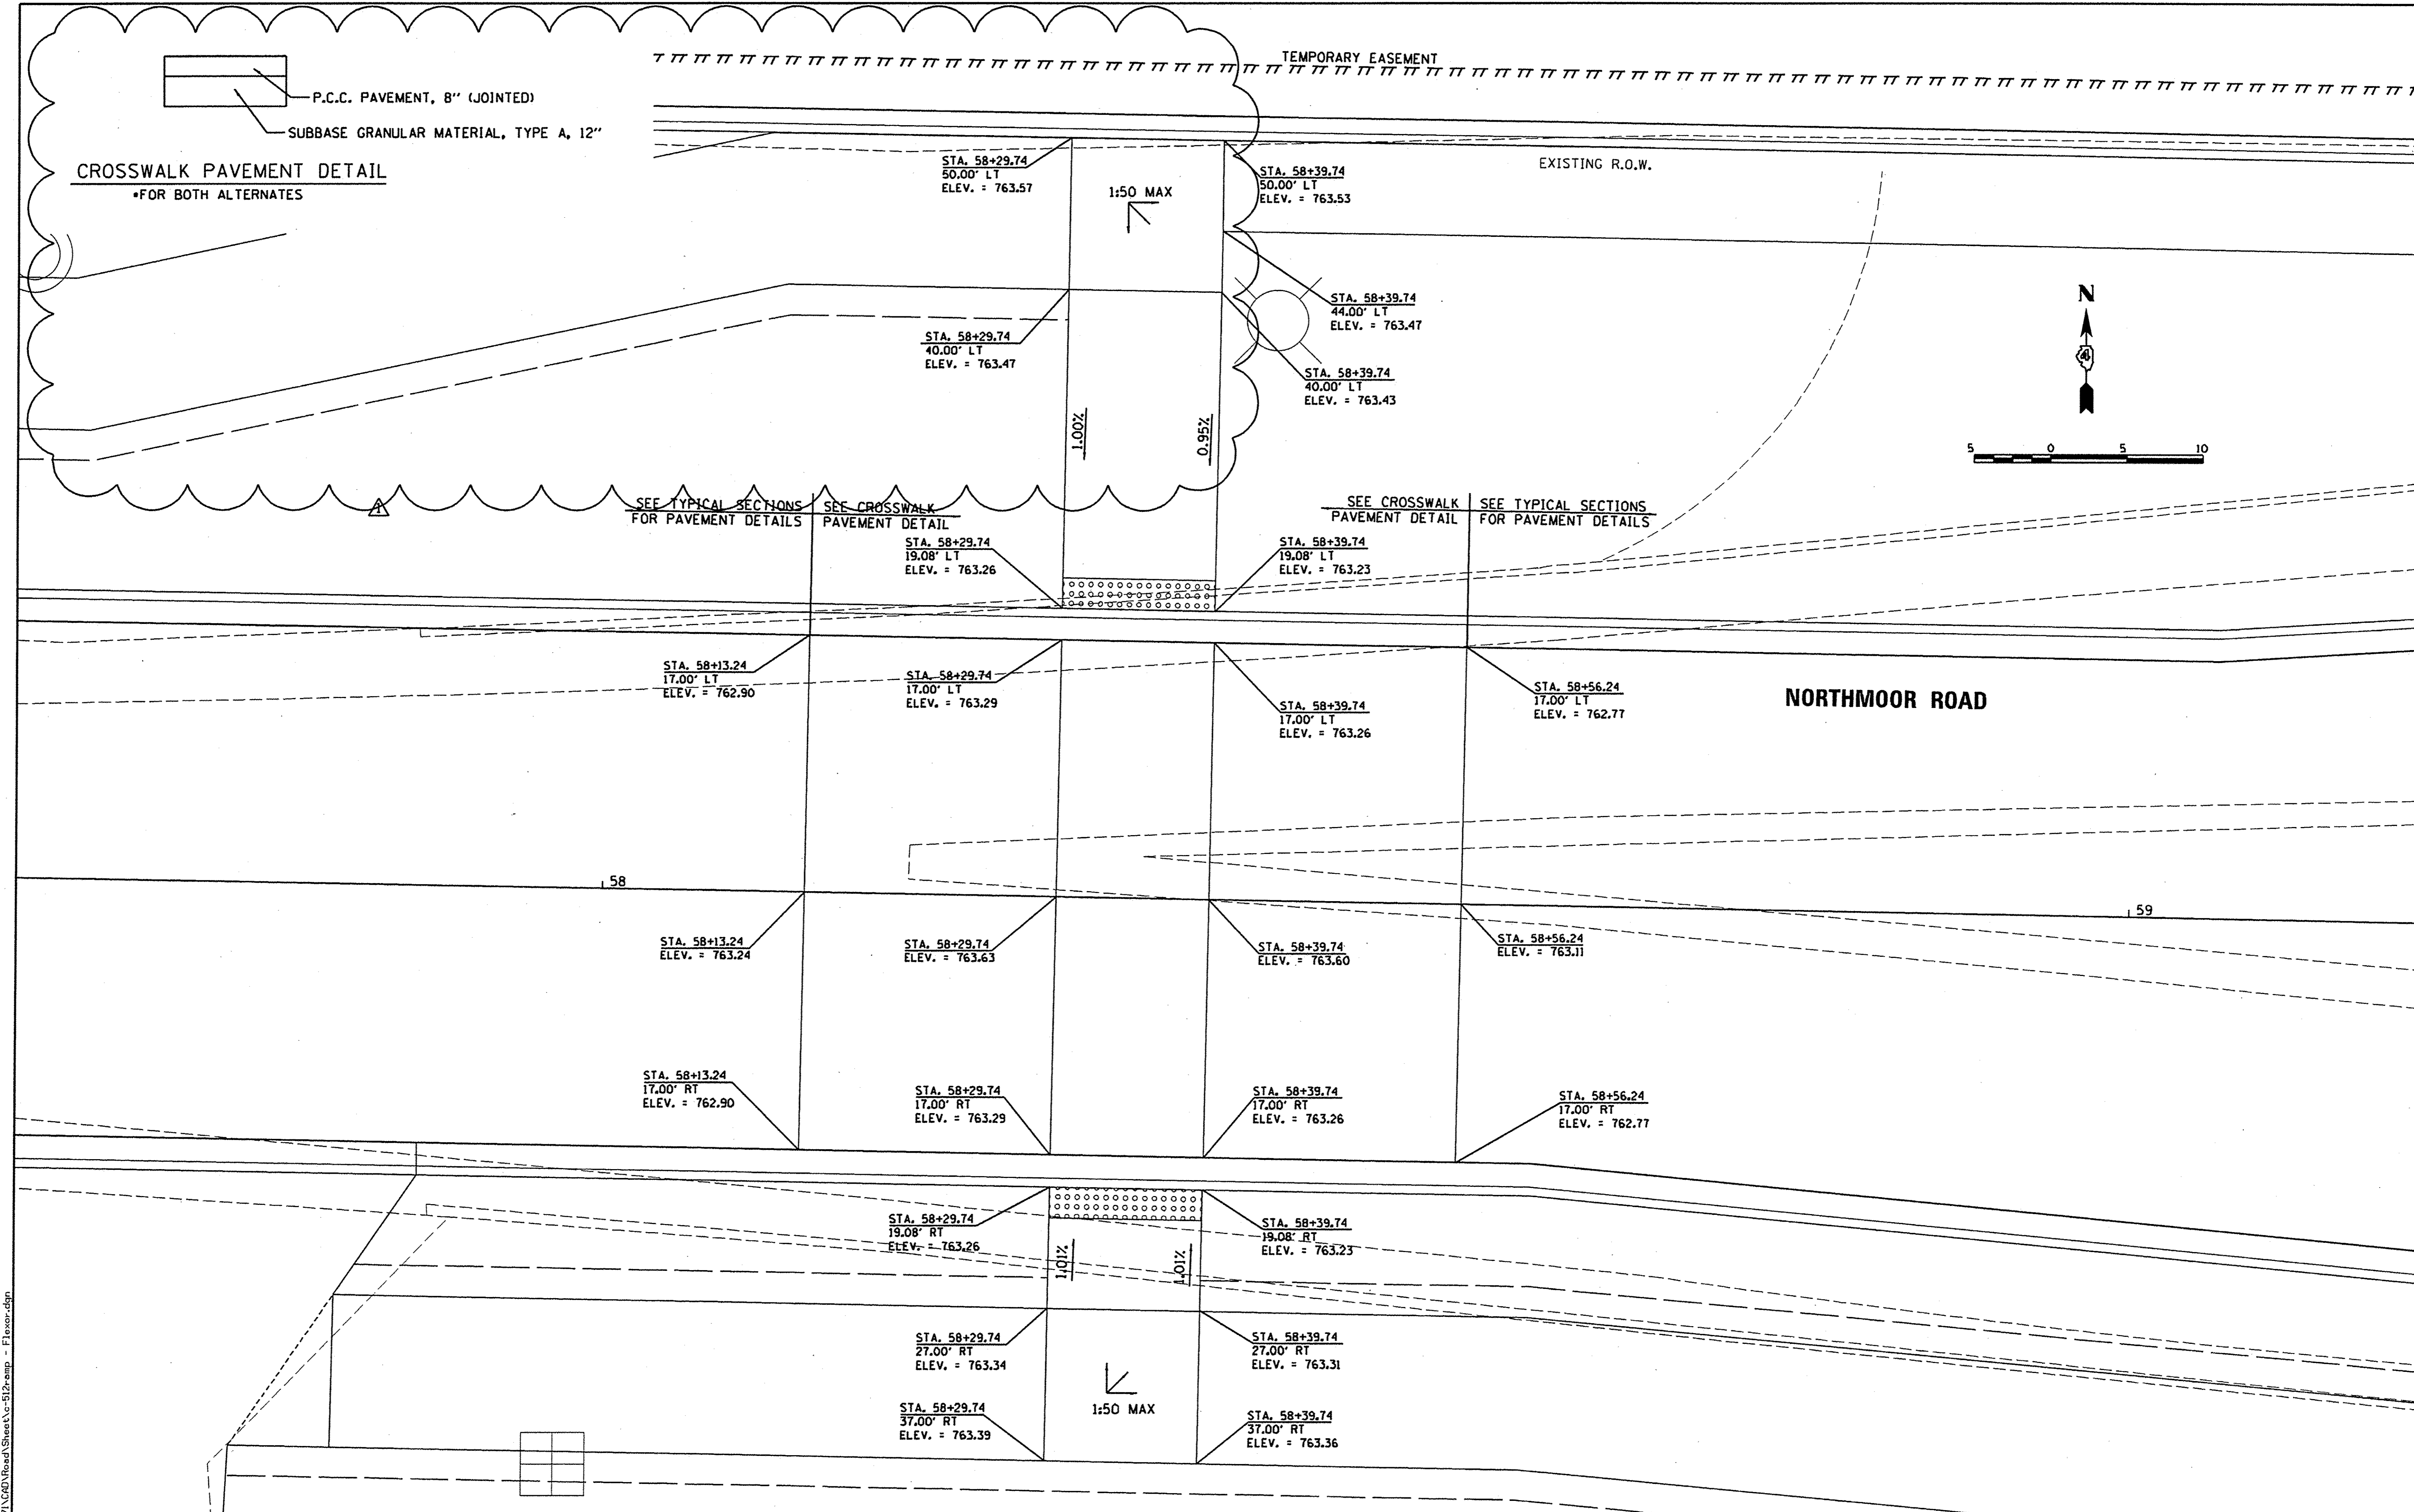 TEMPORARY EASEMENT
P.C.C. PAVEMENT, 8" (JOINTED)
SUBBASE GRANULAR MATERIAL, TYPE A, 12"
CROSSWALK PAVEMENT DETAIL
*FOR BOTH ALTERNATES
STA. 58+29.74
50.00' LT
ELEV. = 763.57
1:50 MAX
STA. 58+39.74
50.00' LT
ELEV. = 763.53
EXISTING R.O.W.
STA. 58+39.74
44.00' LT
ELEV. = 763.47
N
4
STA. 58+29.74
40.00' LT
ELEV. = 763.47
STA. 58+39.74
40.00' LT
ELEV. = 763.43
1.00%
0.95%
5 0 5 10
1
SEE TYPICAL SECTIONS
FOR PAVEMENT DETAILS
SEE CROSSWALK
PAVEMENT DETAIL
SEE CROSSWALK
PAVEMENT DETAIL
SEE TYPICAL SECTIONS
FOR PAVEMENT DETAILS
STA. 58+29.74
19.08' LT
ELEV. = 763.26
STA. 58+39.74
19.08' LT
ELEV. = 763.23
STA. 58+13.24
17.00' LT
ELEV. = 762.90
STA. 58+29.74
17.00' LT
ELEV. = 763.29
STA. 58+39.74
17.00' LT
ELEV. = 763.26
STA. 58+56.24
17.00' LT
ELEV. = 762.77
NORTHMOOR ROAD
58
59
STA. 58+13.24
ELEV. = 763.24
STA. 58+29.74
ELEV. = 763.63
STA. 58+39.74
ELEV. = 763.60
STA. 58+56.24
ELEV. = 763.11
STA. 58+13.24
17.00' RT
ELEV. = 762.90
STA. 58+29.74
17.00' RT
ELEV. = 763.29
STA. 58+39.74
17.00' RT
ELEV. = 763.26
STA. 58+56.24
17.00' RT
ELEV. = 762.77
STA. 58+29.74
19.08' RT
ELEV. = 763.26
STA. 58+39.74
19.08' RT
ELEV. = 763.23
1.01%
1.01%
STA. 58+29.74
27.00' RT
ELEV. = 763.34
STA. 58+39.74
27.00' RT
ELEV. = 763.31
1:50 MAX
STA. 58+29.74
37.00' RT
ELEV. = 763.39
STA. 58+39.74
37.00' RT
ELEV. = 763.36
\CAD\Road\Sheet\c-512ramp - Flexor.dgn